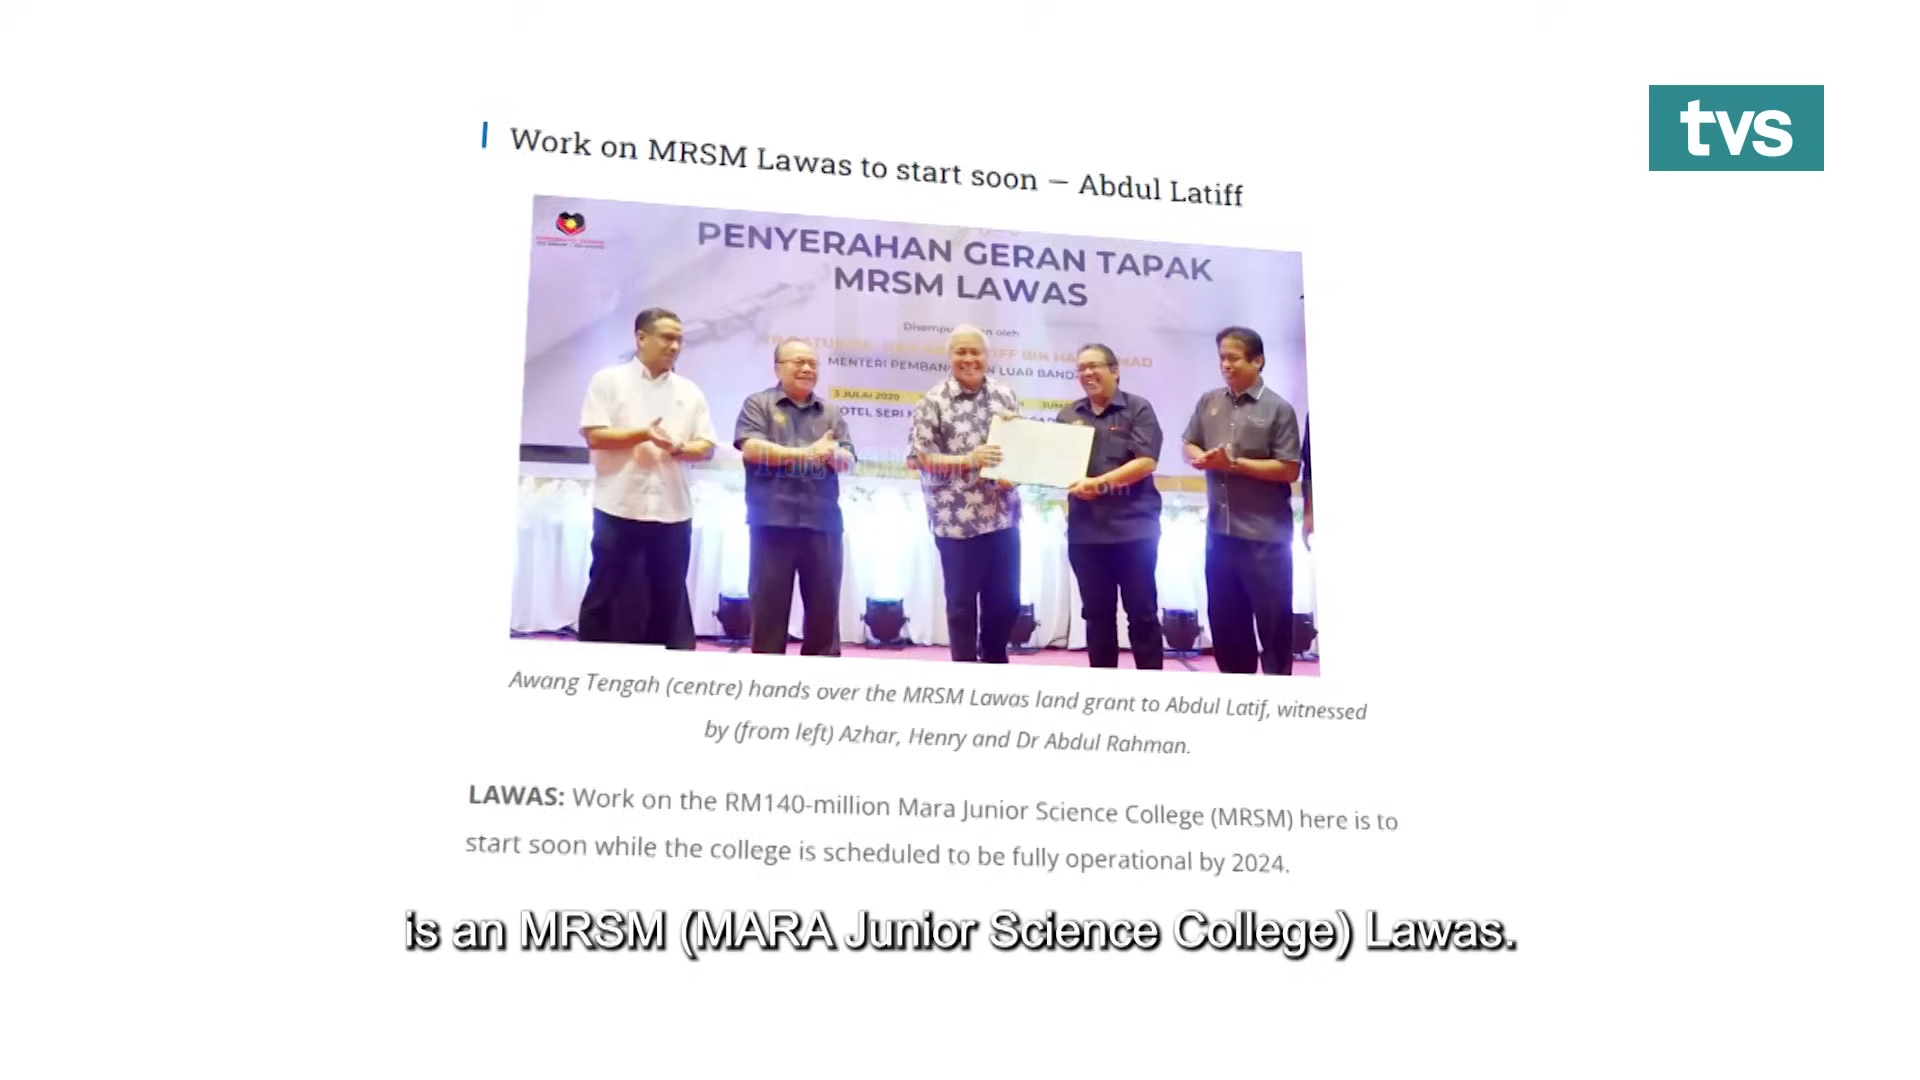 tvs
Work on MRSM Lawas to start soon – Abdul Latiff
PENYERAHAN GERAN TAPAK
MRSM LAWAS
oleh
MENTERI LUAR
3 JULAI 2020
SERI
.com
Awang Tengah (centre) hands over the MRSM Lawas land grant to Abdul Latif, witnessed
by (from left) Azhar, Henry and Dr Abdul Rahman.
LAWAS: Work on the RM140-million Mara Junior Science College (MRSM) here is to
start soon while the college is scheduled to be fully operational by 2024.
is an MRSM (MARA Junior Science College) Lawas.